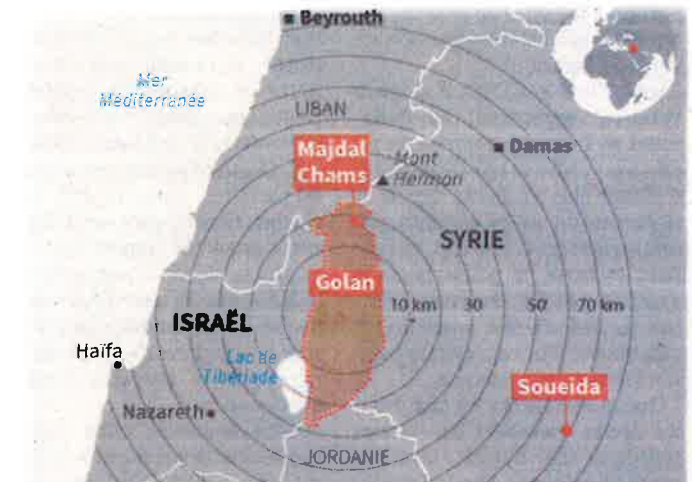 Beyrouth
Mer
Méditerranée
LIBAN
Damas
Majdal
Chams
Mont
Hermon
SYRIE
Golan
10 km 30 50 70 km
ISRAËL
Haïfa
Lac de
Tibériade
Soueida
Nazareth
JORDANIE